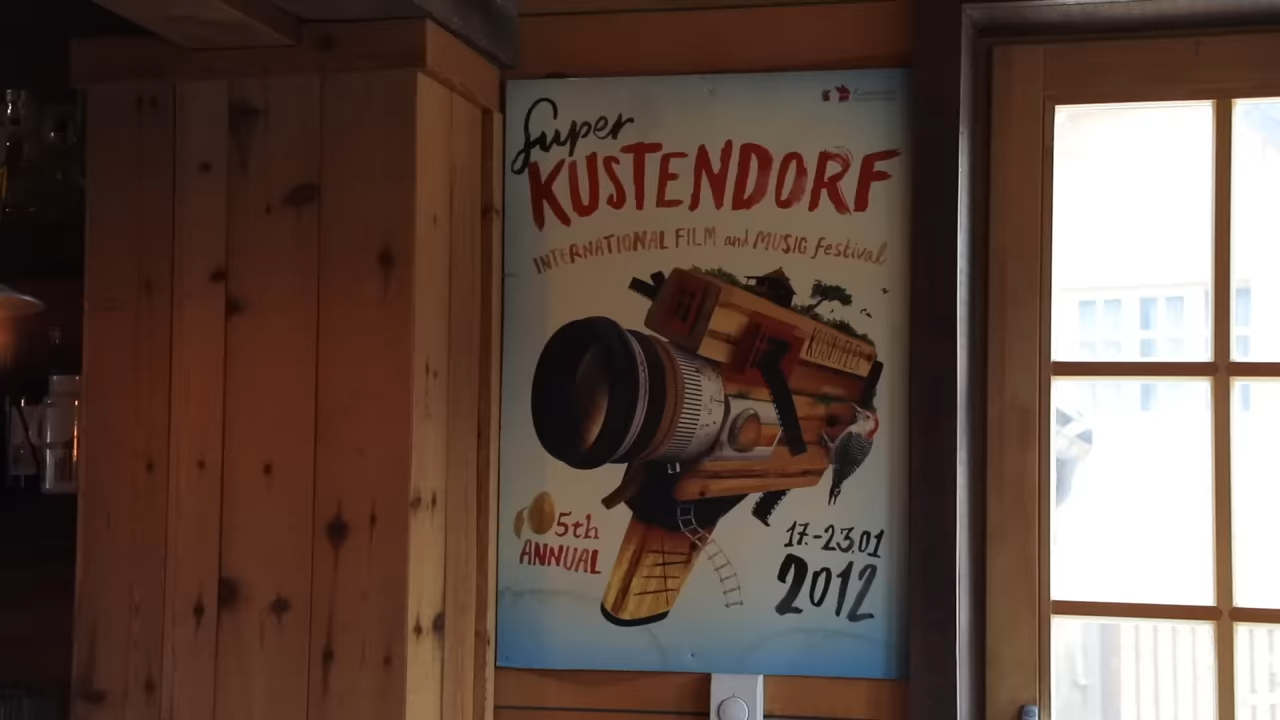 Super
KUSTENDORF
INTERNATIONAL FILM and MUSIC festival
5th
ANNUAL
17.-23.01
2012